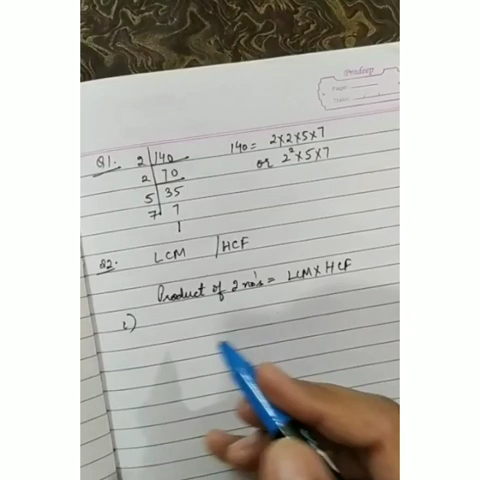 Pradeep
Page:
Date:
Q1. 2 | 140 140 = 2×2×5×7
2 | 70 or 2²×5×7
5 | 35
7 | 7
1
Q2. LCM / HCF
Product of 2 no's = LCM × HCF
i)